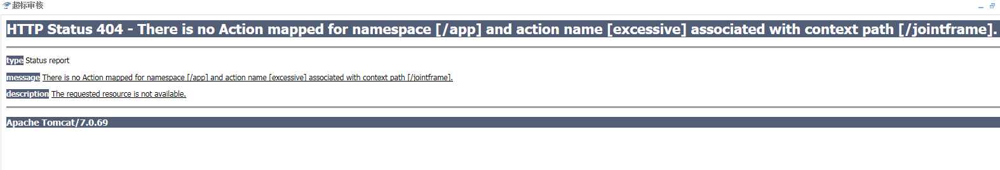 超标审核
HTTP Status 404 - There is no Action mapped for namespace [/app] and action name [excessive] associated with context path [/jointframe].
type Status report
message There is no Action mapped for namespace [/app] and action name [excessive] associated with context path [/jointframe].
description The requested resource is not available.
Apache Tomcat/7.0.69